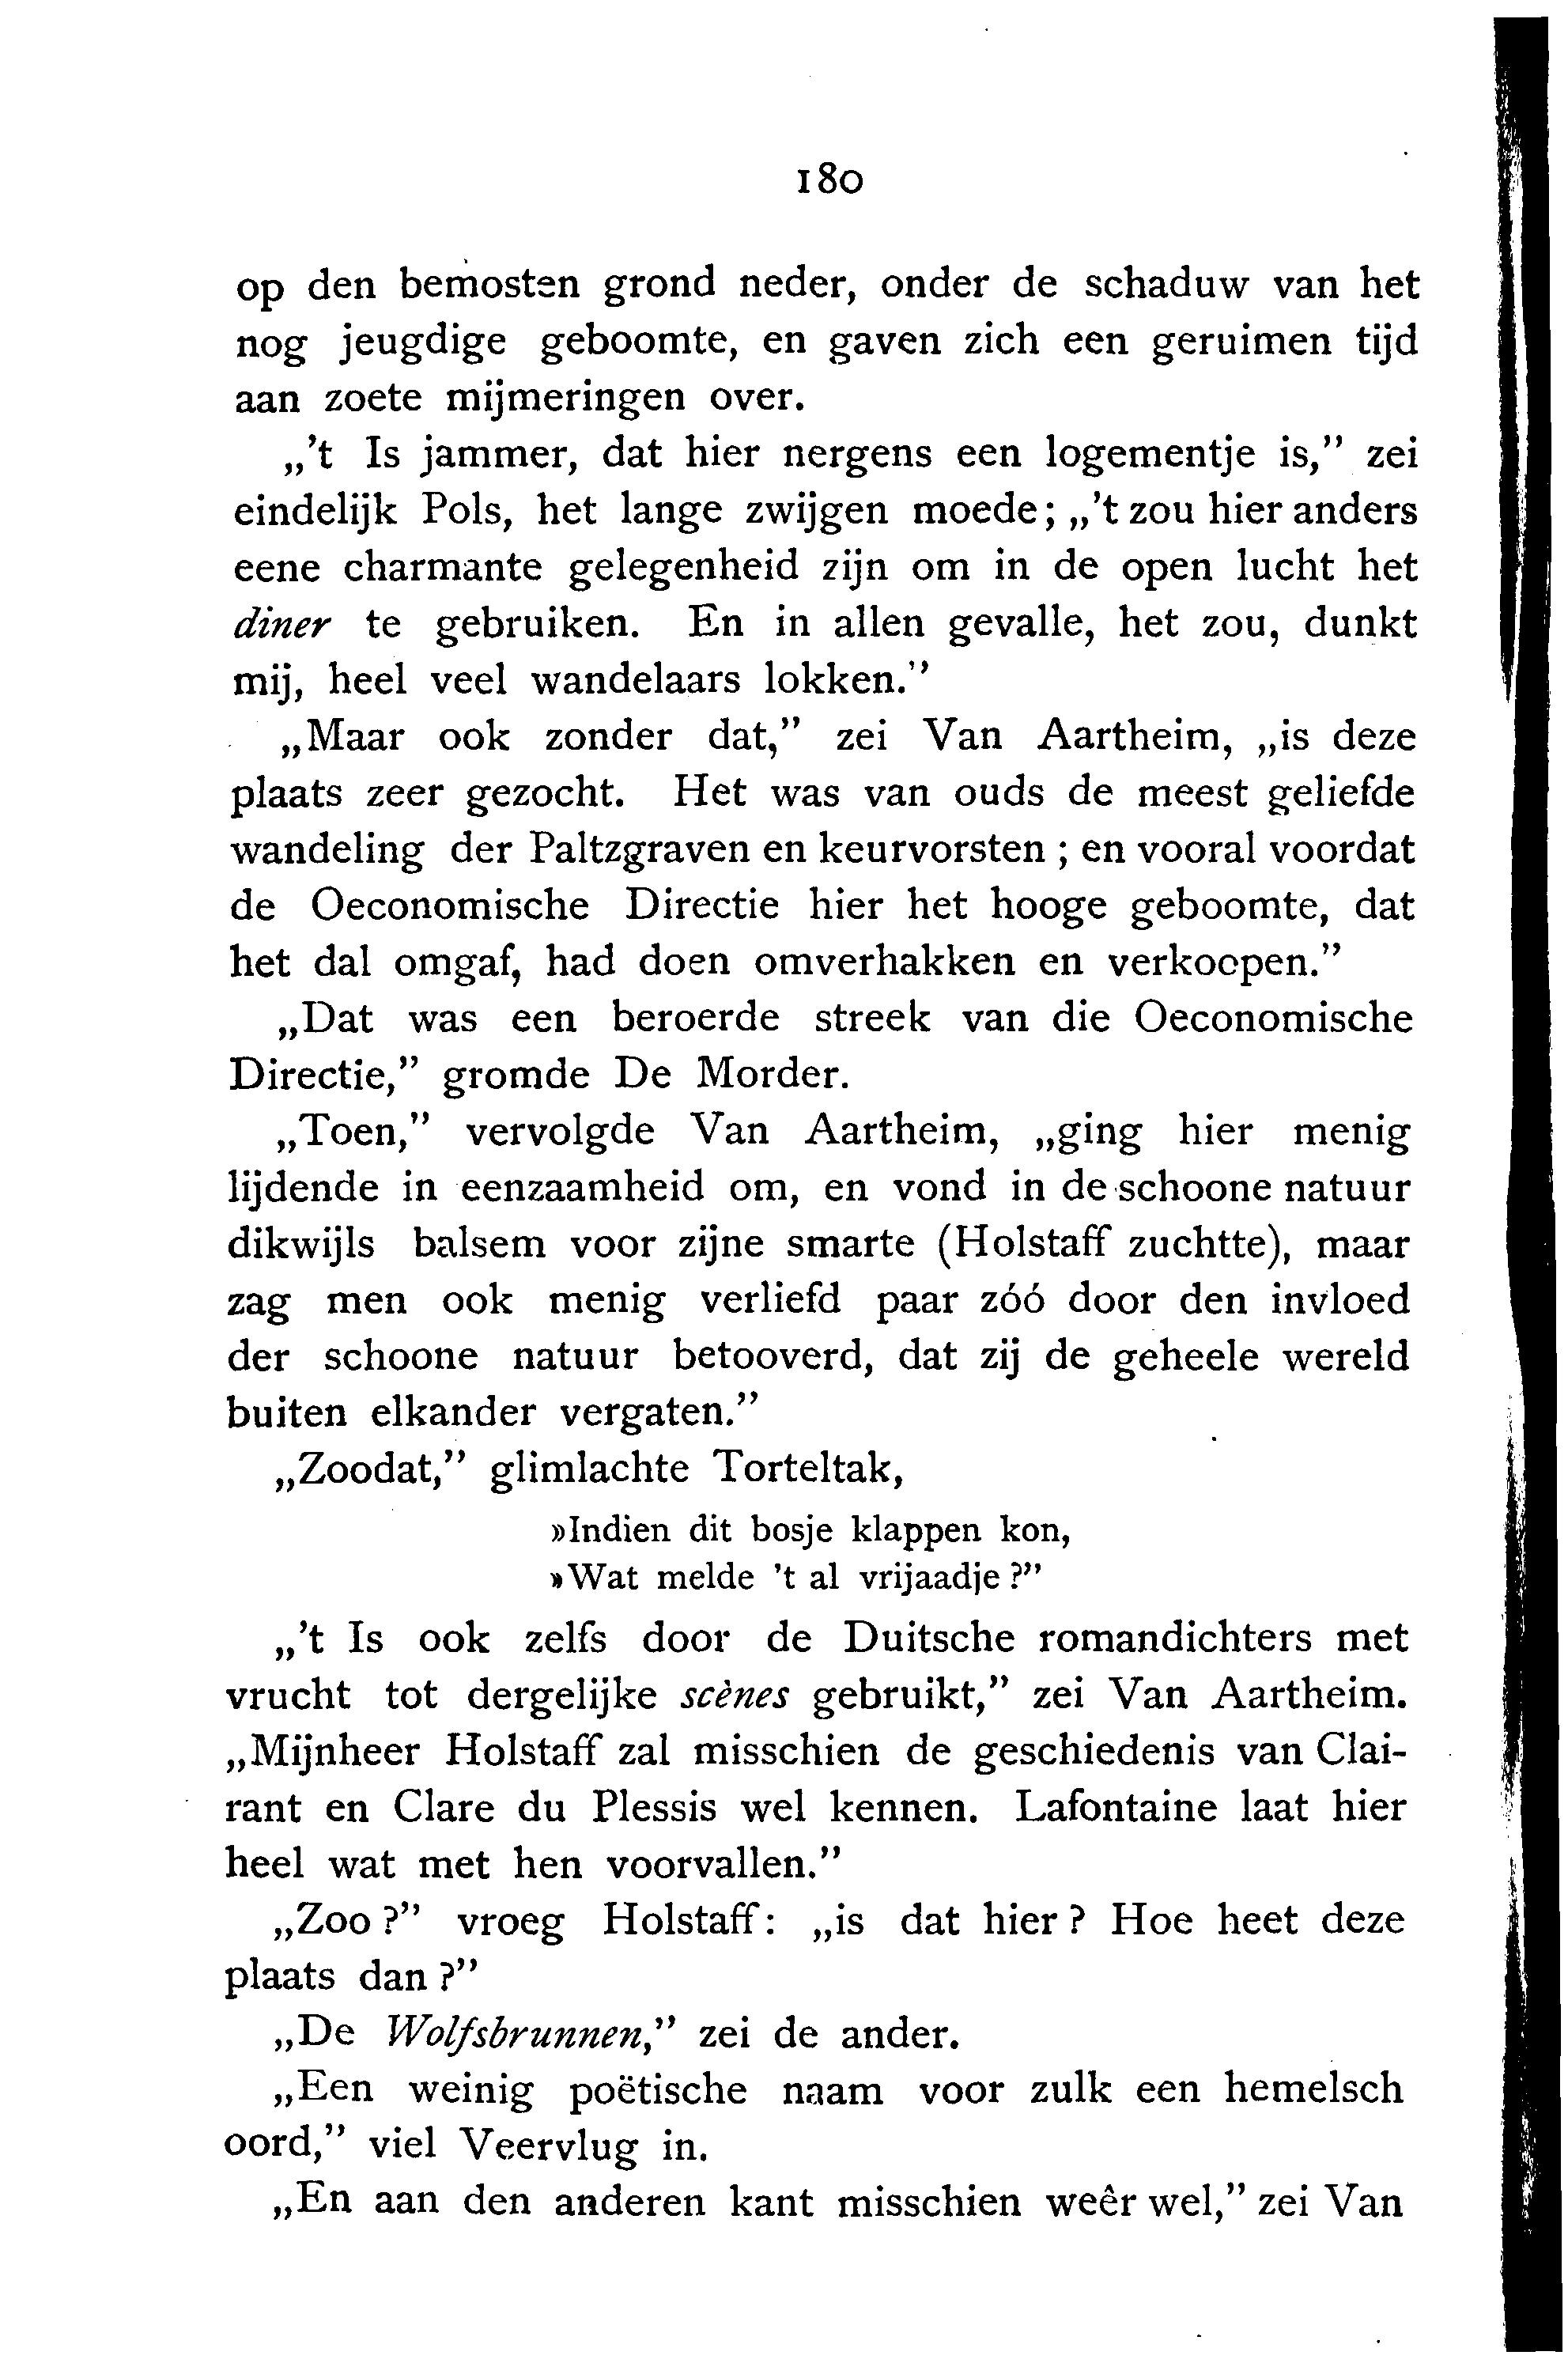 180
op den bemosten grond neder, onder de schaduw van het
nog jeugdige geboomte, en gaven zich een geruimen tijd
aan zoete mijmeringen over.
„’t Is jammer, dat hier nergens een logementje is,” zei
eindelijk Pols, het lange zwijgen moede; „’t zou hier anders
eene charmante gelegenheid zijn om in de open lucht het
diner te gebruiken. En in allen gevalle, het zou, dunkt
mij, heel veel wandelaars lokken.”
„Maar ook zonder dat,” zei Van Aartheim, „is deze
plaats zeer gezocht. Het was van ouds de meest geliefde
wandeling der Paltzgraven en keurvorsten ; en vooral voordat
de Oeconomische Directie hier het hooge geboomte, dat
het dal omgaf, had doen omverhakken en verkoopen.”
„Dat was een beroerde streek van die Oeconomische
Directie,” gromde De Morder.
„Toen,” vervolgde Van Aartheim, „ging hier menig
lijdende in eenzaamheid om, en vond in de schoone natuur
dikwijls balsem voor zijne smarte (Holstaff zuchtte), maar
zag men ook menig verliefd paar zóó door den invloed
der schoone natuur betooverd, dat zij de geheele wereld
buiten elkander vergaten.”
„Zoodat,” glimlachte Torteltak,
»Indien dit bosje klappen kon,
»Wat melde ’t al vrijaadje ?”
„’t Is ook zelfs door de Duitsche romandichters met
vrucht tot dergelijke scènes gebruikt,” zei Van Aartheim.
„Mijnheer Holstaff zal misschien de geschiedenis van Clai-
rant en Clare du Plessis wel kennen. Lafontaine laat hier
heel wat met hen voorvallen.”
„Zoo ?” vroeg Holstaff: „is dat hier ? Hoe heet deze
plaats dan ?”
„De Wolfsbrunnen,” zei de ander.
„Een weinig poëtische naam voor zulk een hemelsch
oord,” viel Veervlug in.
„En aan den anderen kant misschien weêr wel,” zei Van